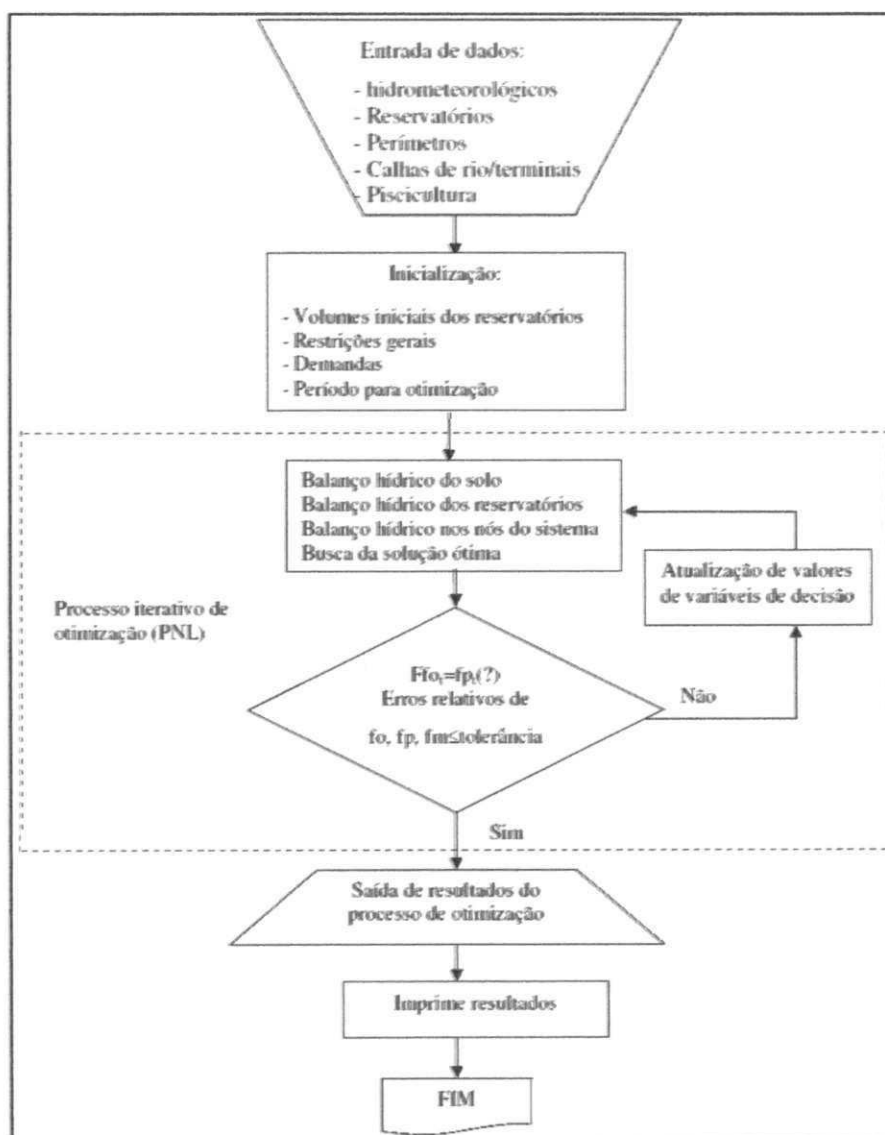 Entrada de dados:
- hidrometeorológicos
- Reservatórios
- Perímetros
- Calhas de rio/terminais
- Piscicultura
Inicialização:
- Volumes iniciais dos reservatórios
- Restrições gerais
- Demandas
- Período para otimização
Balanço hídrico do solo
Balanço hídrico dos reservatórios
Balanço hídrico nos nós do sistema
Busca da solução ótima
Atualização de valores
de variáveis de decisão
Processo iterativo de
otimização (PNL)
Ffoₜ=fpₜ(?)
Erros relativos de
fo, fp, fm≤tolerância
Não
Sim
Saída de resultados do
processo de otimização
Imprime resultados
FIM